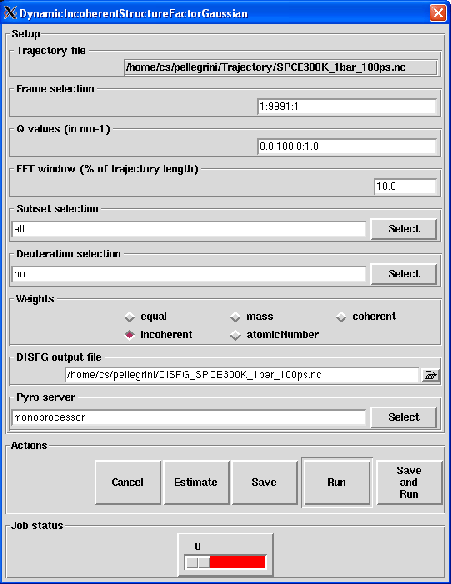 DynamicIncoherentStructureFactorGaussian
Setup
Trajectory file
/home/cs/pellegrini/Trajectory/SPCE300K_1bar_100ps.nc
Frame selection
1:9991:1
Q values (in nm-1)
0.0:100.0:1.0
FFT window (% of trajectory length)
10.0
Subset selection
all
Select
Deuteration selection
no
Select
Weights
equal mass coherent
incoherent atomicNumber
DISFG output file
/home/cs/pellegrini/DISFG_SPCE300K_1bar_100ps.nc
Pyro server
monoprocessor
Select
Actions
Cancel Estimate Save Run Save and Run
Job status
0